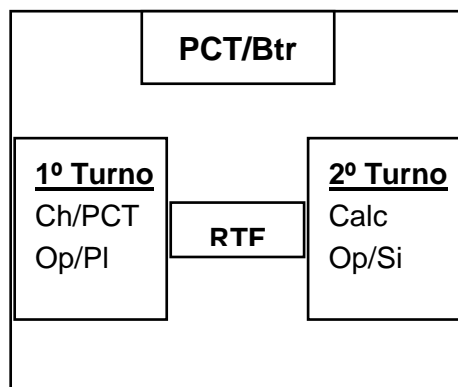 PCT/Btr
1º Turno
Ch/PCT
Op/Pl
RTF
2º Turno
Calc
Op/Si